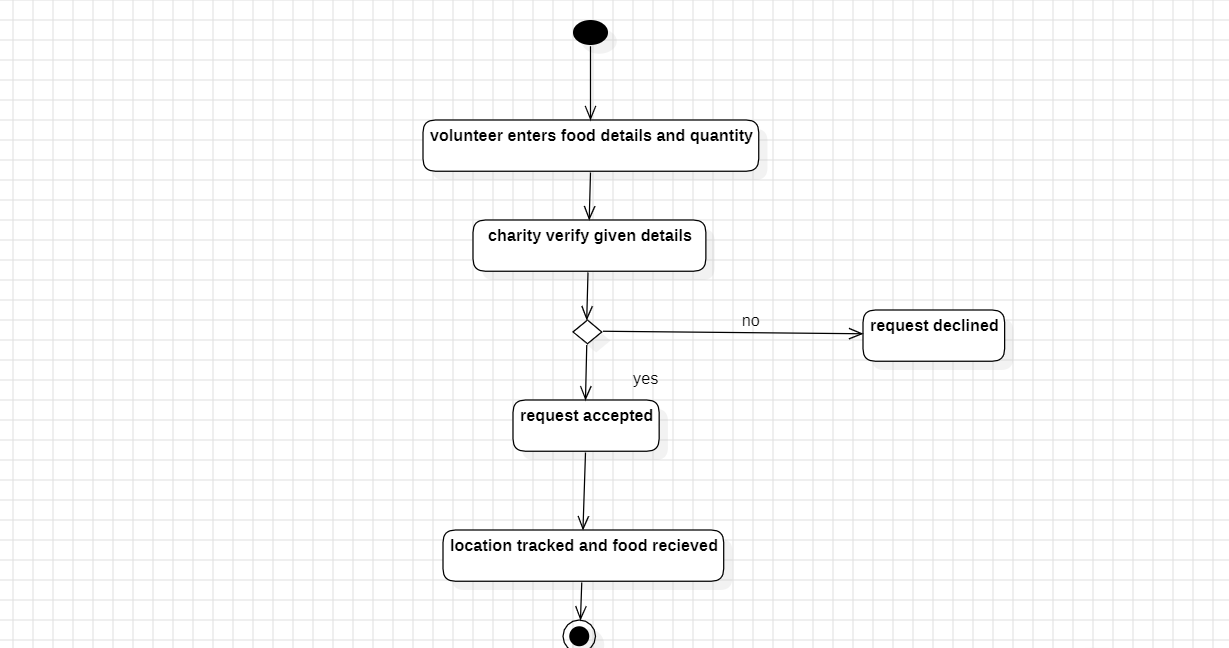 volunteer enters food details and quantity
charity verify given details
no
request declined
yes
request accepted
location tracked and food recieved